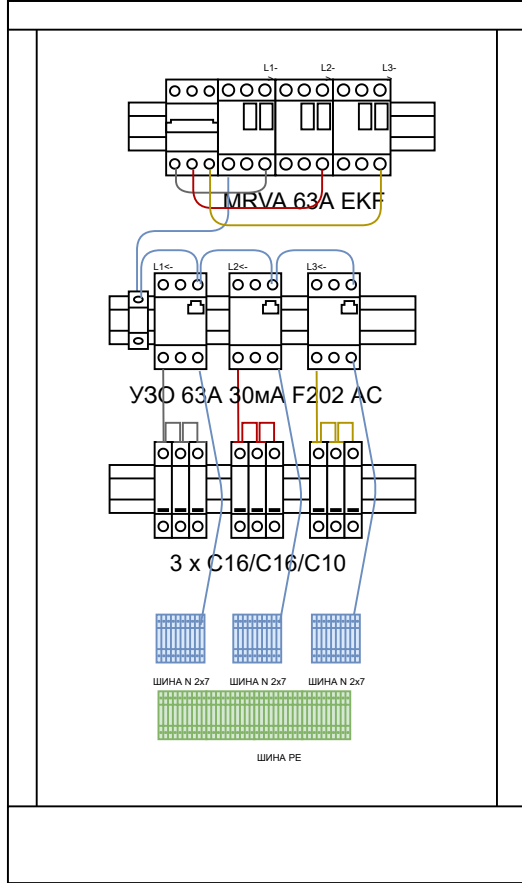 L1- L2- L3-
MRVA 63A EKF
L1<- L2<- L3<-
УЗО 63А 30мА F202 AC
3 x C16/C16/C10
ШИНА N 2x7 ШИНА N 2x7 ШИНА N 2x7
ШИНА PE